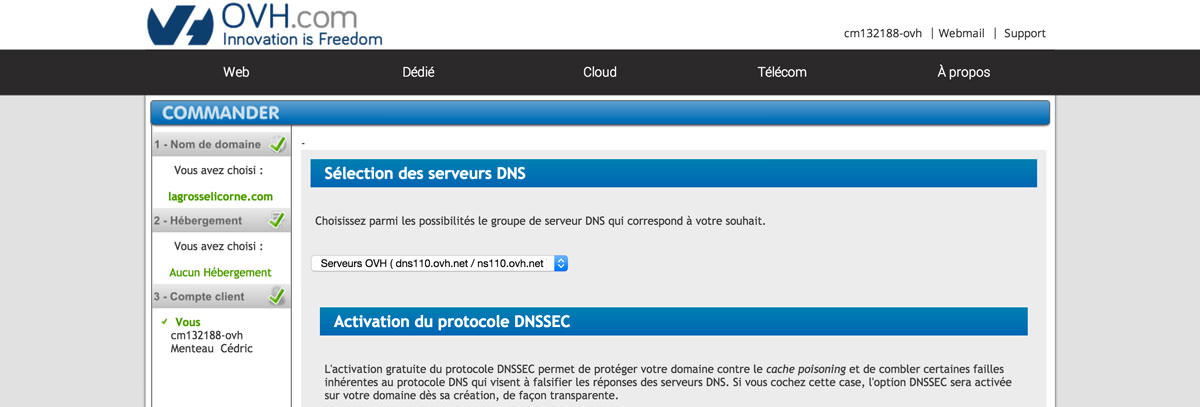 OVH.com
Innovation is Freedom
cm132188-ovh | Webmail | Support
Web Dédié Cloud Télécom À propos
COMMANDER
1 - Nom de domaine
Vous avez choisi :
lagrosselicorne.com
2 - Hébergement
Vous avez choisi :
Aucun Hébergement
3 - Compte client
Vous
cm132188-ovh
Menteau Cédric
-
Sélection des serveurs DNS
Choisissez parmi les possibilités le groupe de serveur DNS qui correspond à votre souhait.
Serveurs OVH ( dns110.ovh.net / ns110.ovh.net
Activation du protocole DNSSEC
L'activation gratuite du protocole DNSSEC permet de protéger votre domaine contre le cache poisoning et de combler certaines failles
inhérentes au protocole DNS qui visent à falsifier les réponses des serveurs DNS. Si vous cochez cette case, l'option DNSSEC sera activée
sur votre domaine dès sa création, de façon transparente.